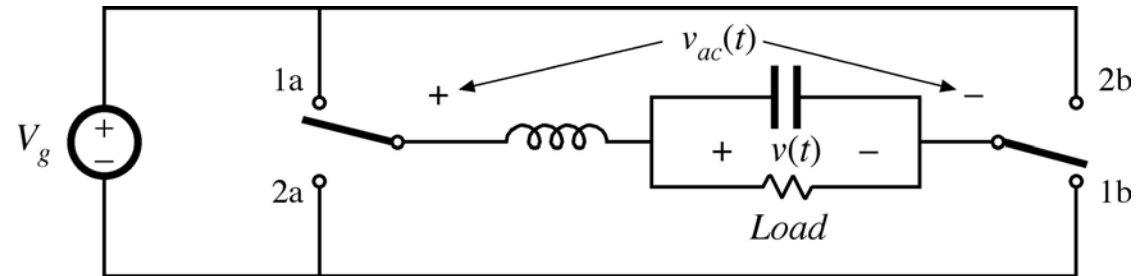 v_ac(t)
1a
+
−
2b
V_g
+
−
+ v(t) −
2a
1b
Load